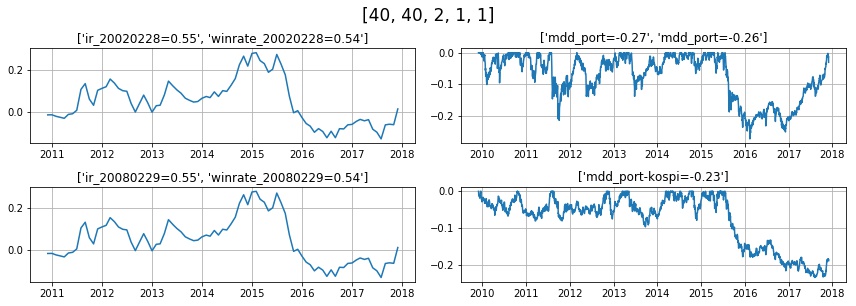 [40, 40, 2, 1, 1]
['ir_20020228=0.55', 'winrate_20020228=0.54']
0.2
0.0
2011 2012 2013 2014 2015 2016 2017 2018
['mdd_port=-0.27', 'mdd_port=-0.26']
0.0
−0.1
−0.2
2010 2011 2012 2013 2014 2015 2016 2017 2018
['ir_20080229=0.55', 'winrate_20080229=0.54']
0.2
0.0
2011 2012 2013 2014 2015 2016 2017 2018
['mdd_port-kospi=-0.23']
0.0
−0.1
−0.2
2010 2011 2012 2013 2014 2015 2016 2017 2018